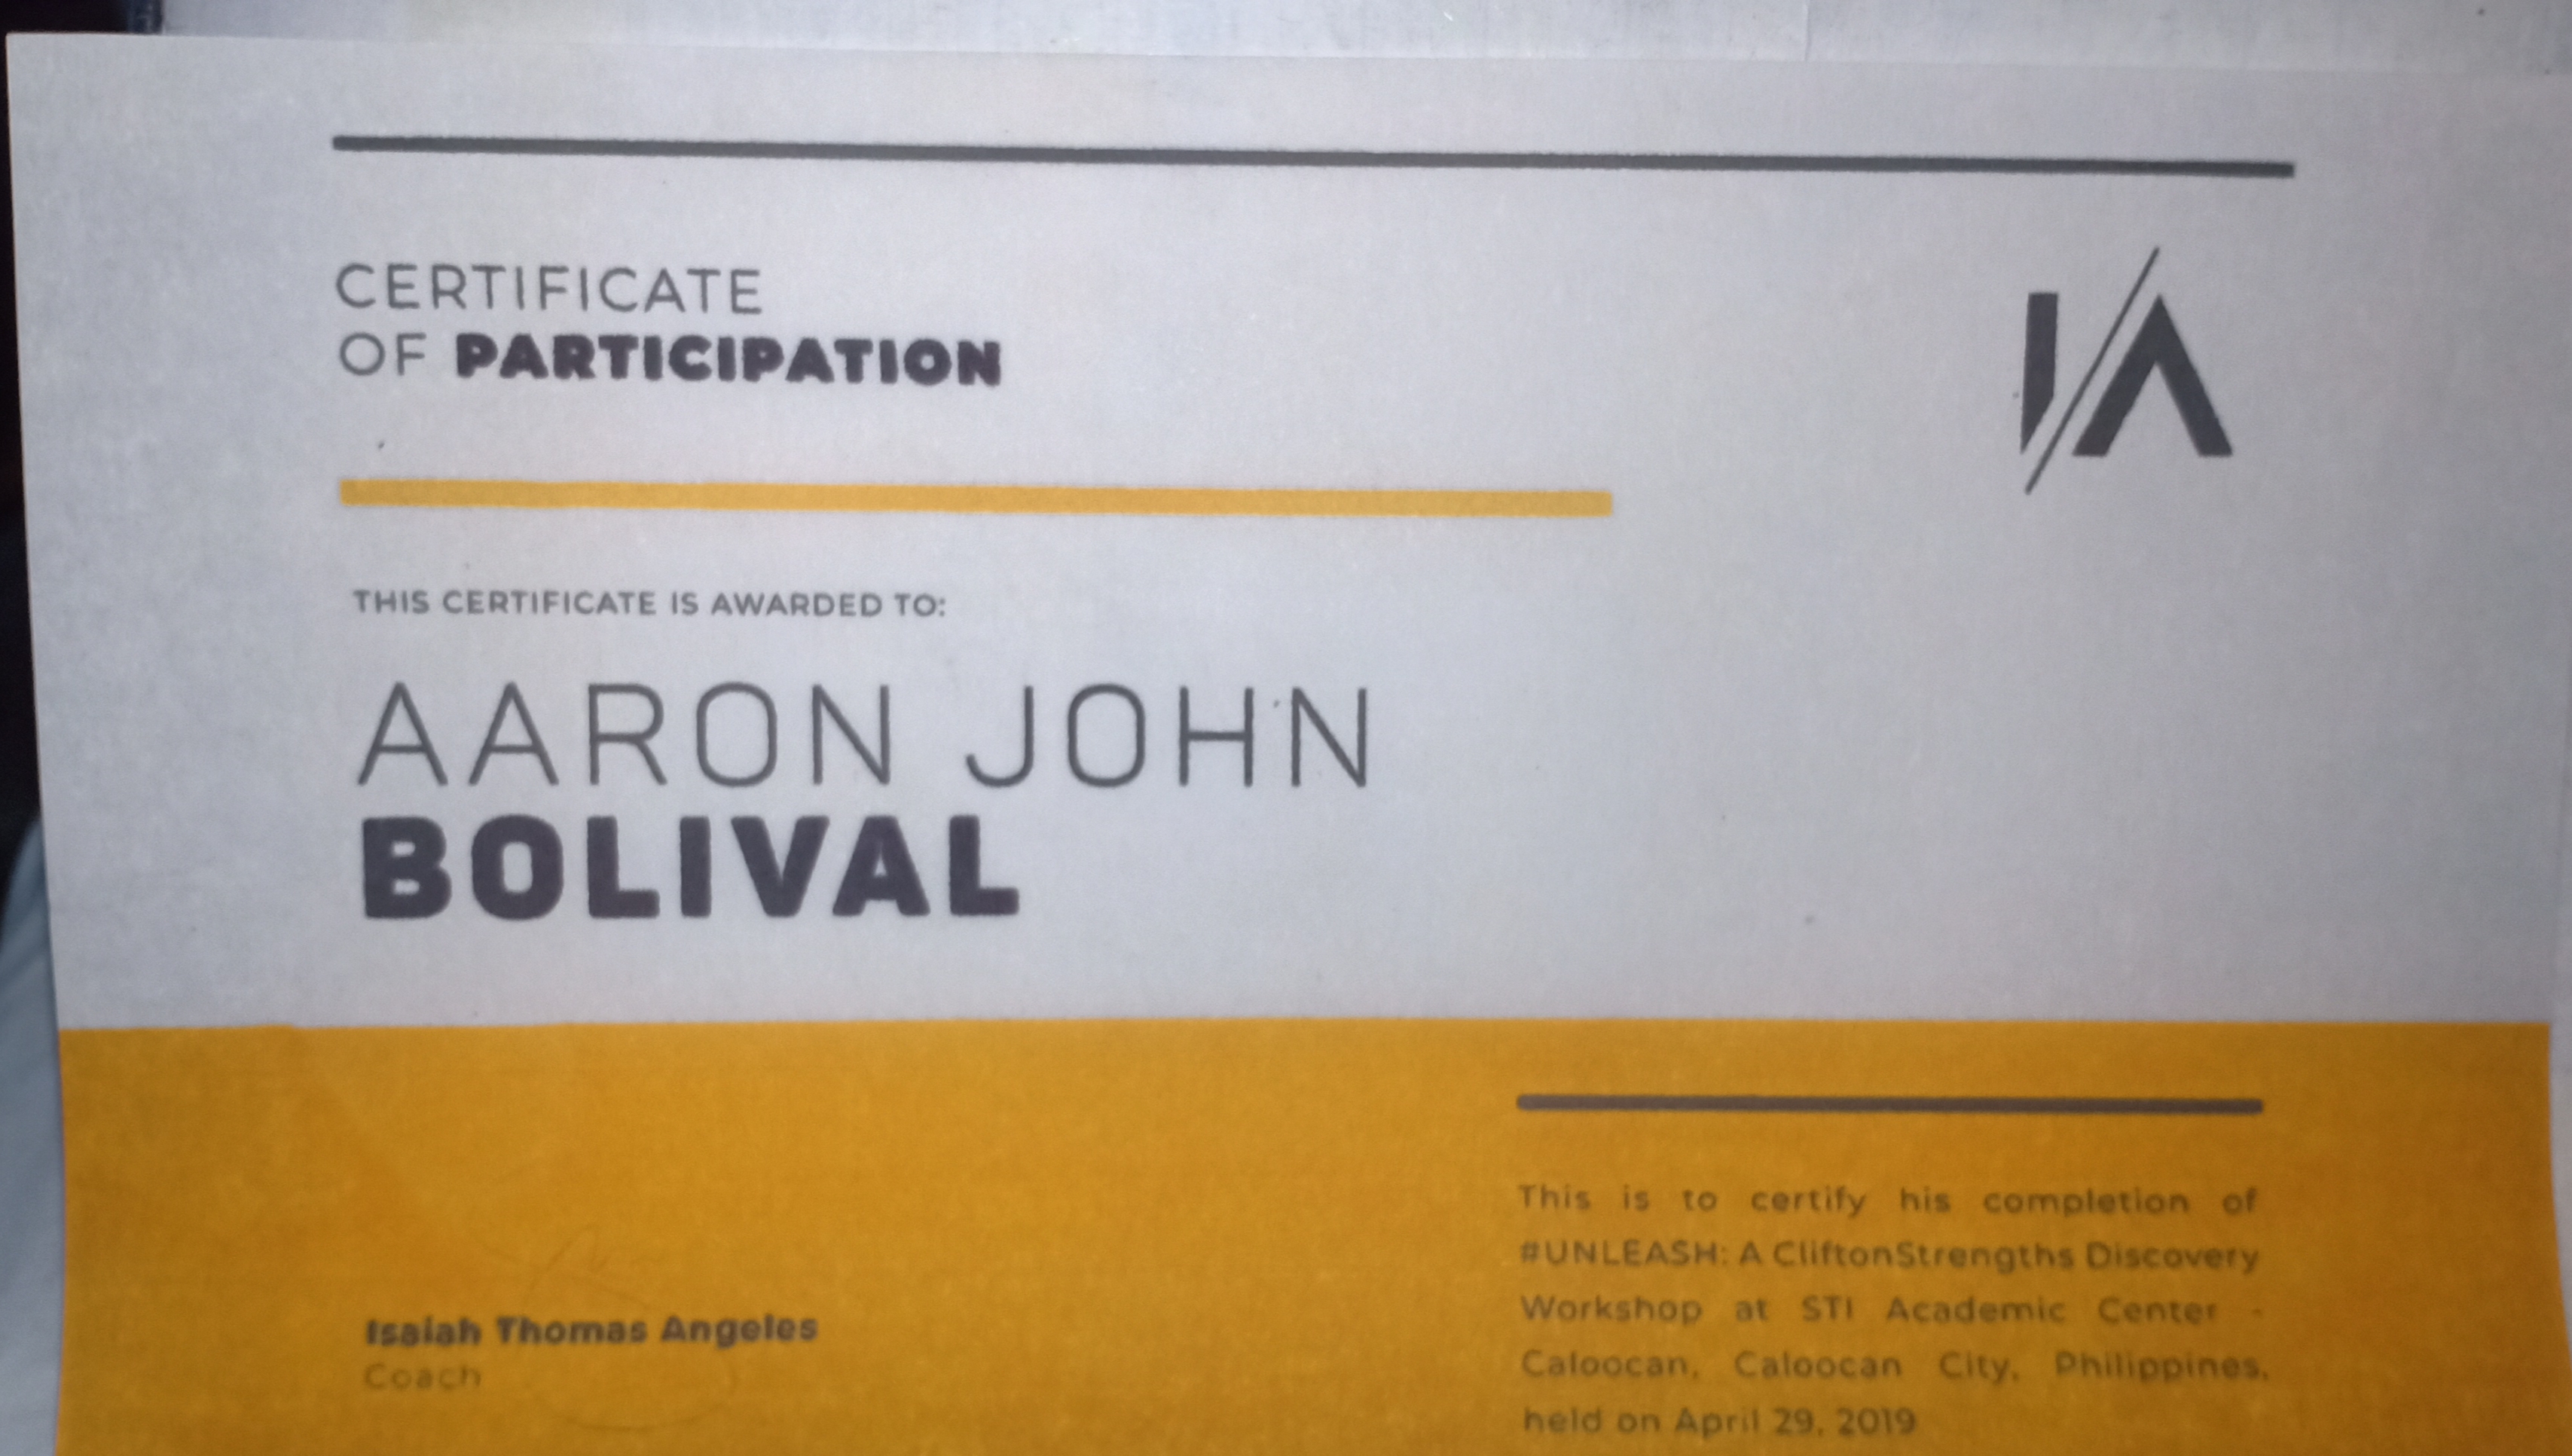 CERTIFICATE
OF PARTICIPATION
I/A
THIS CERTIFICATE IS AWARDED TO:
AARON JOHN
BOLIVAL
Isaiah Thomas Angeles
Coach
This is to certify his completion of
#UNLEASH: A CliftonStrengths Discovery
Workshop at STI Academic Center -
Caloocan, Caloocan City, Philippines,
held on April 29, 2019